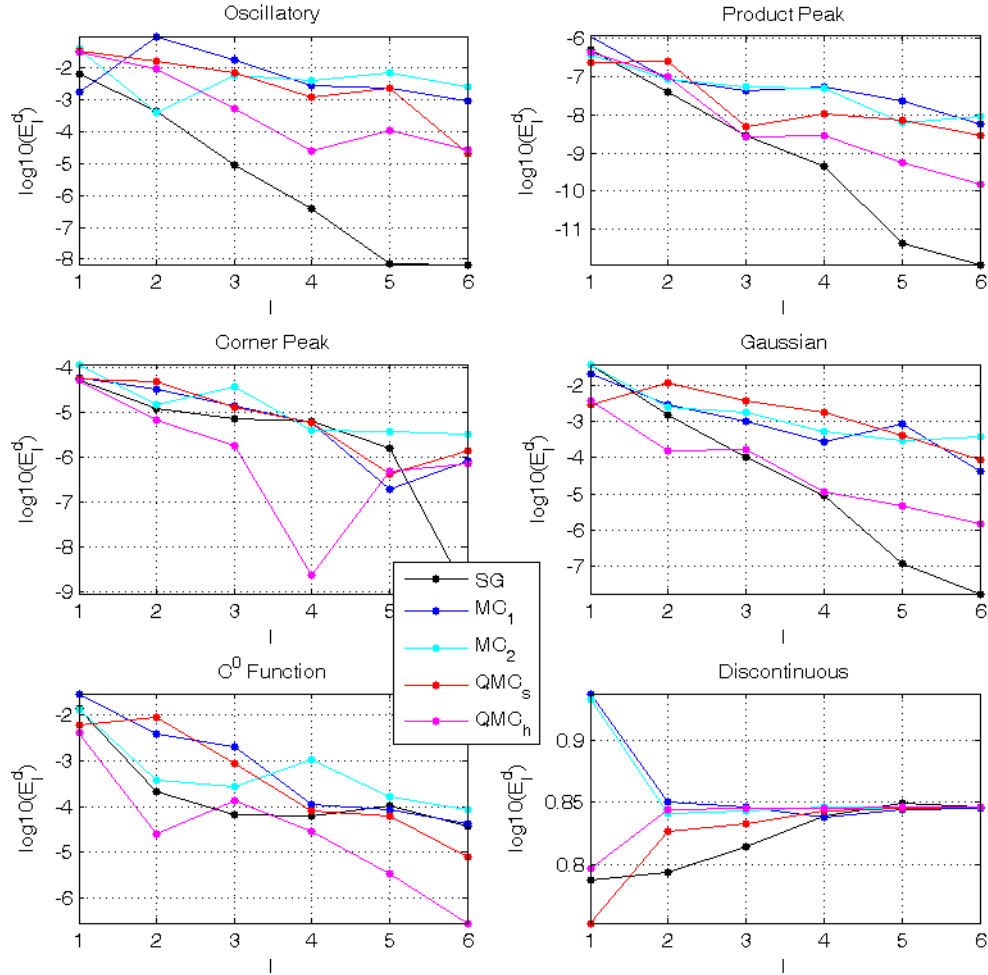 Oscillatory
log10(E_l^d)
-2
-3
-4
-5
-6
-7
-8
1 2 3 4 5 6
l
Product Peak
log10(E_l^d)
-6
-7
-8
-9
-10
-11
1 2 3 4 5 6
l
Corner Peak
log10(E_l^d)
-4
-5
-6
-7
-8
-9
1 2 3 4 5 6
l
Gaussian
log10(E_l^d)
-2
-3
-4
-5
-6
-7
1 2 3 4 5 6
l
SG
MC_1
MC_2
QMC_s
QMC_h
C^0 Function
log10(E_l^d)
-2
-3
-4
-5
-6
1 2 3 4 5 6
l
Discontinuous
log10(E_l^d)
0.9
0.85
0.8
1 2 3 4 5 6
l